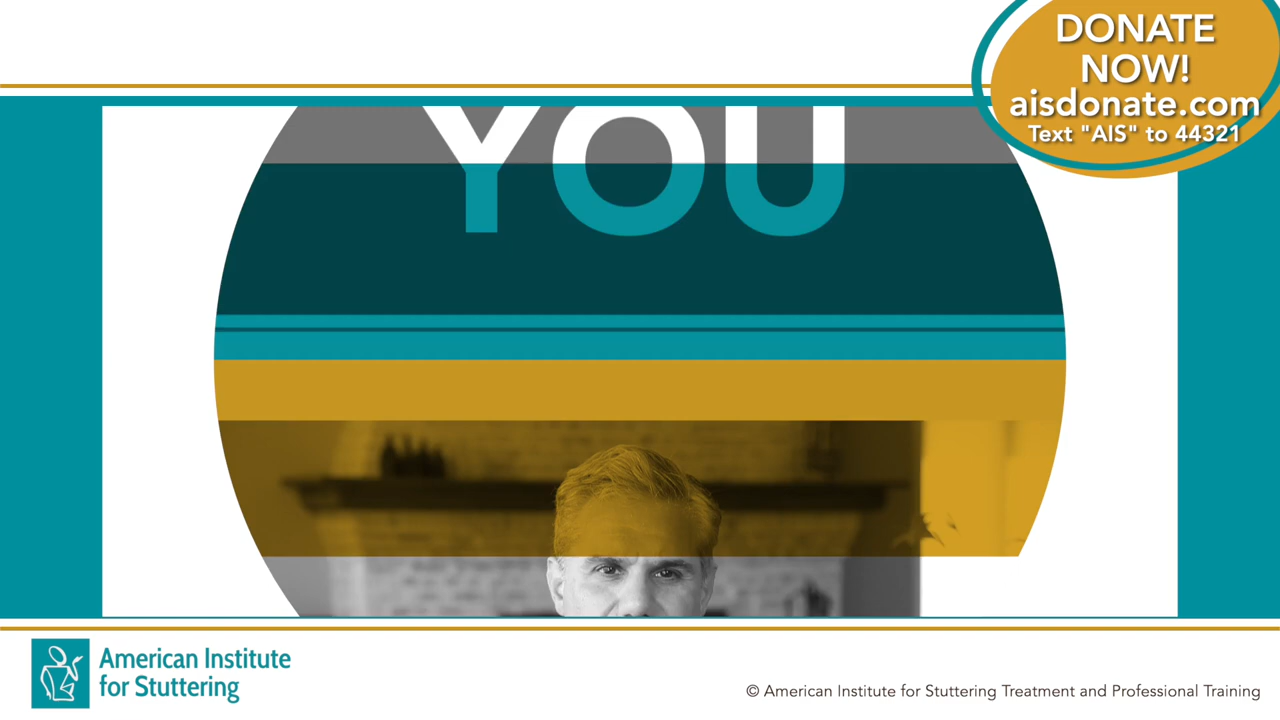 DONATE
NOW!
aisdonate.com
Text "AIS" to 44321
YOU
American Institute
for Stuttering
© American Institute for Stuttering Treatment and Professional Training